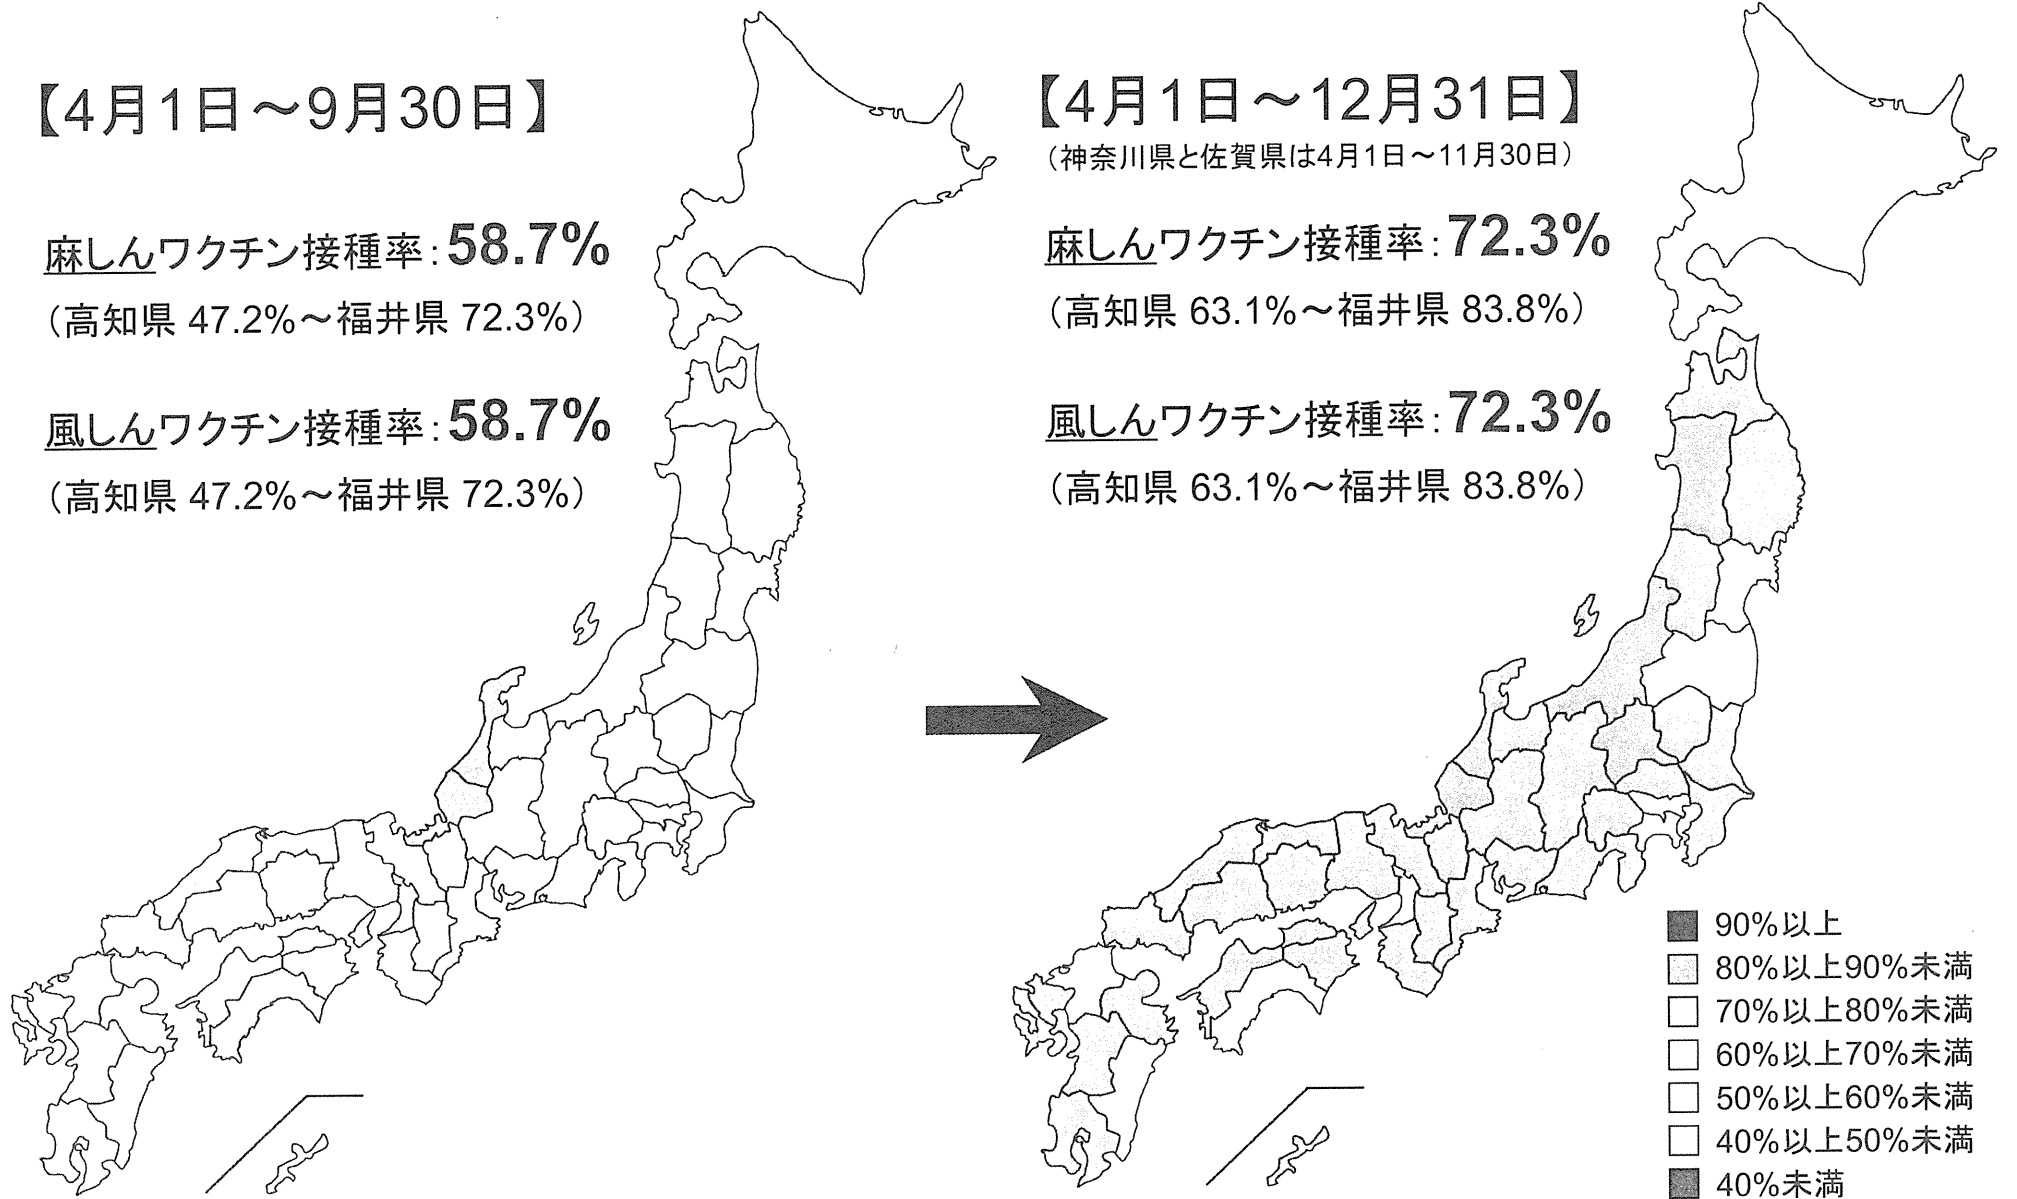 【4月1日～9月30日】
麻しんワクチン接種率：58.7%
（高知県 47.2%～福井県 72.3%）
風しんワクチン接種率：58.7%
（高知県 47.2%～福井県 72.3%）
【4月1日～12月31日】
（神奈川県と佐賀県は4月1日～11月30日）
麻しんワクチン接種率：72.3%
（高知県 63.1%～福井県 83.8%）
風しんワクチン接種率：72.3%
（高知県 63.1%～福井県 83.8%）
90%以上
80%以上90%未満
70%以上80%未満
60%以上70%未満
50%以上60%未満
40%以上50%未満
40%未満